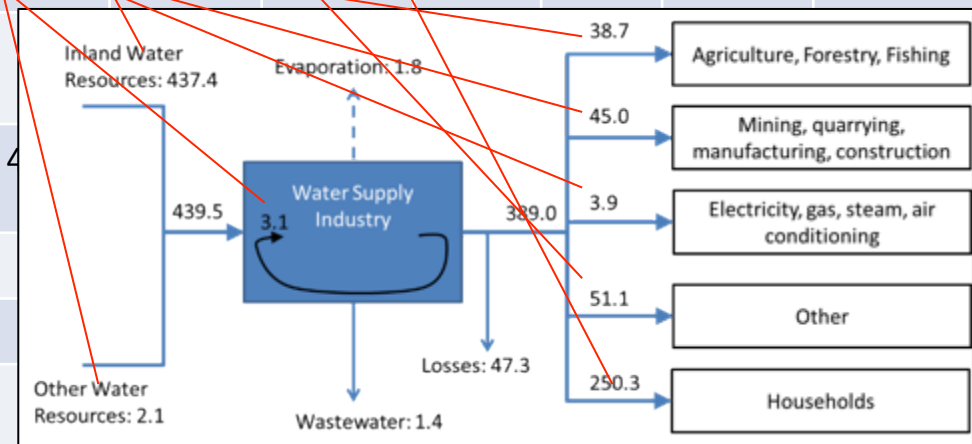 Inland Water
Resources: 437.4
Evaporation: 1.8
38.7
Agriculture, Forestry, Fishing
45.0
Mining, quarrying,
manufacturing, construction
4
439.5
Water Supply
Industry
3.1
389.0
3.9
Electricity, gas, steam, air
conditioning
51.1
Other
Losses: 47.3
Other Water
Resources: 2.1
Wastewater: 1.4
250.3
Households